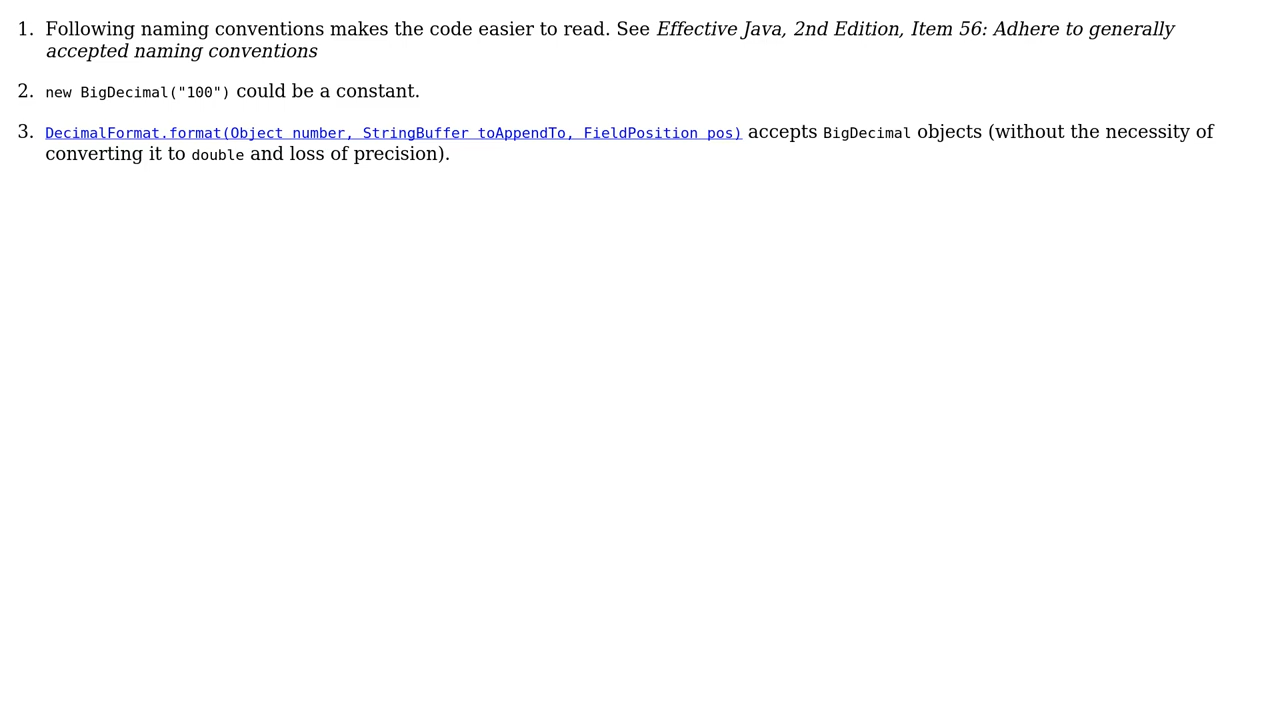 1. Following naming conventions makes the code easier to read. See Effective Java, 2nd Edition, Item 56: Adhere to generally
accepted naming conventions
2. new BigDecimal("100") could be a constant.
3. DecimalFormat.format(Object number, StringBuffer toAppendTo, FieldPosition pos) accepts BigDecimal objects (without the necessity of
converting it to double and loss of precision).